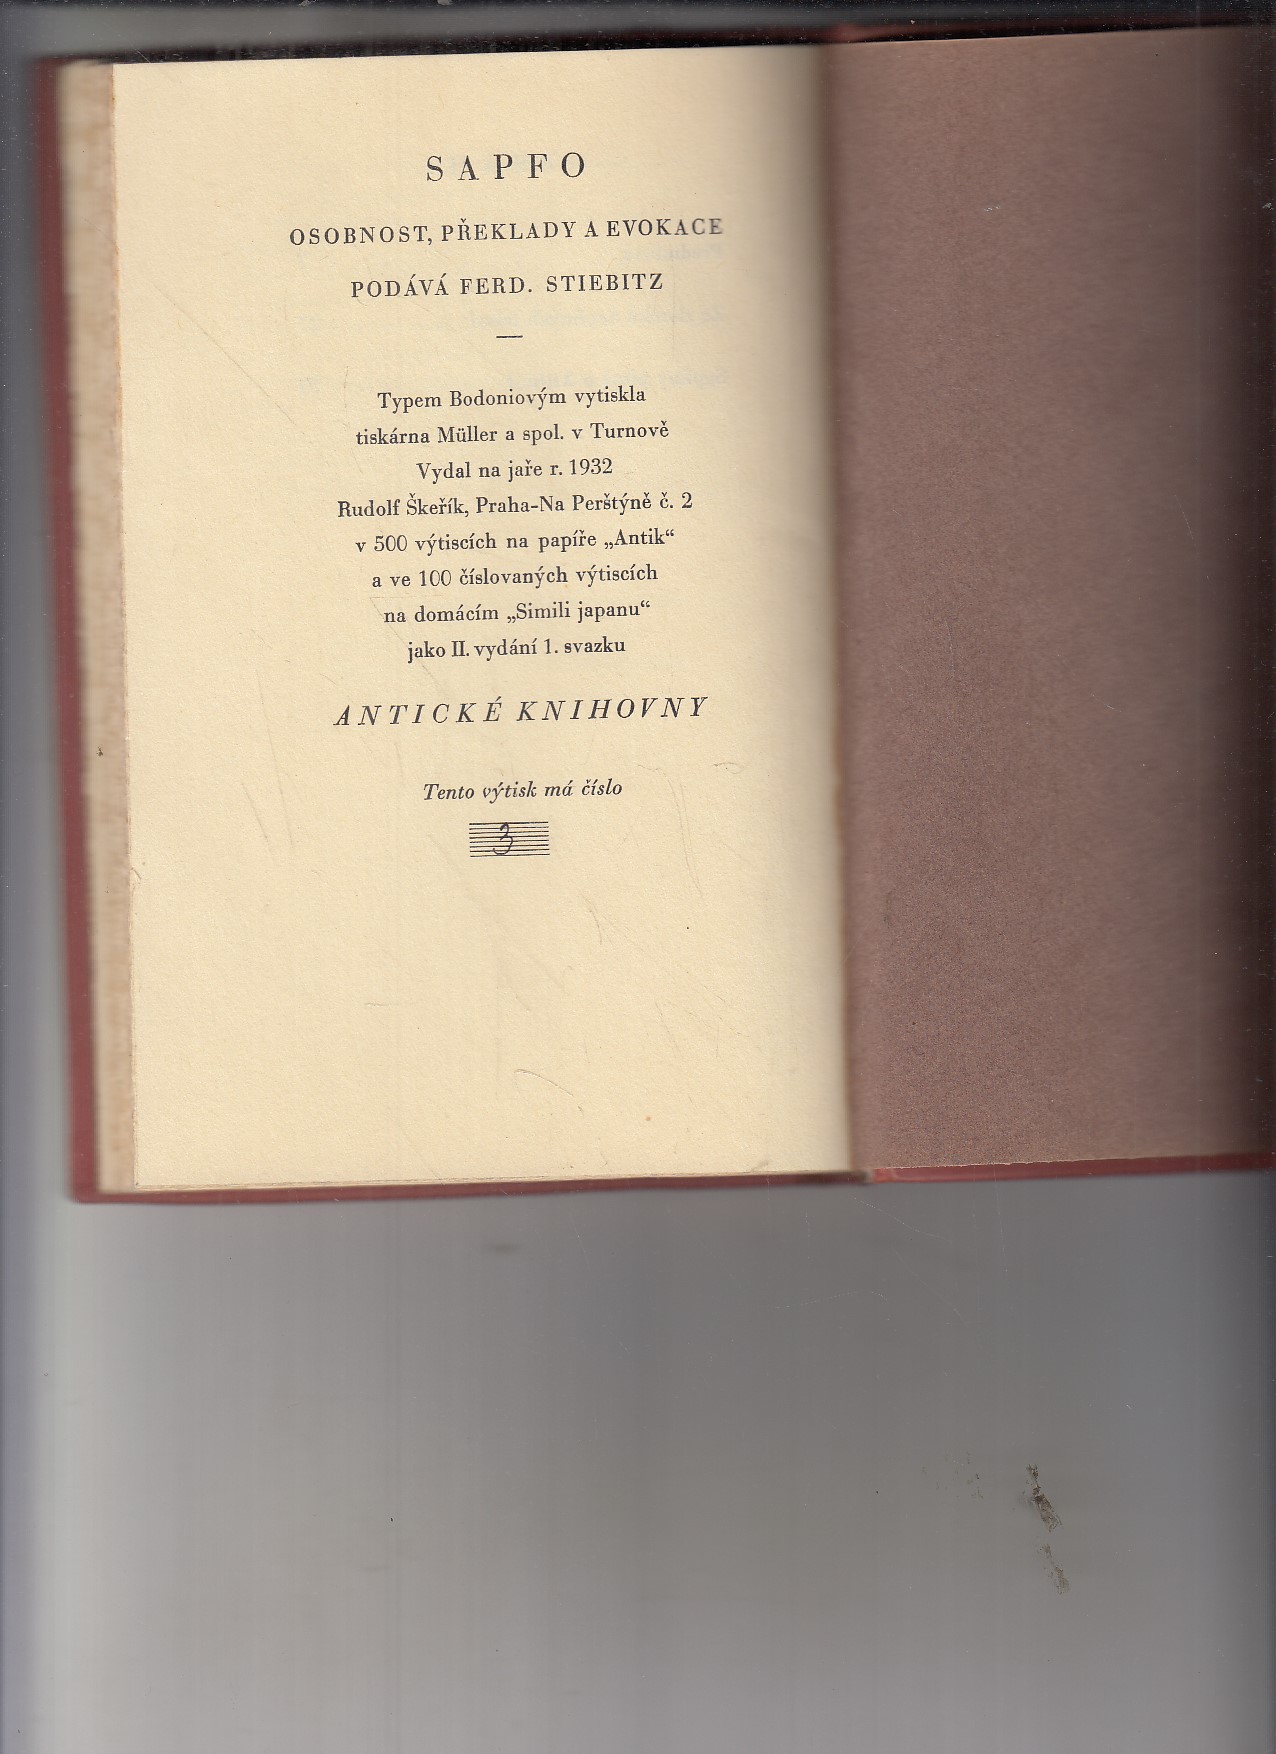 SAPFO
OSOBNOST, PŘEKLADY A EVOKACE
PODÁVÁ FERD. STIEBITZ
Typem Bodoniovým vytiskla
tiskárna Müller a spol. v Turnově
Vydal na jaře r. 1932
Rudolf Škeřík, Praha-Na Perštýně č. 2
v 500 výtiscích na papíře „Antik“
a ve 100 číslovaných výtiscích
na domácím „Simili japanu“
jako II. vydání 1. svazku
ANTICKÉ KNIHOVNY
Tento výtisk má číslo
3